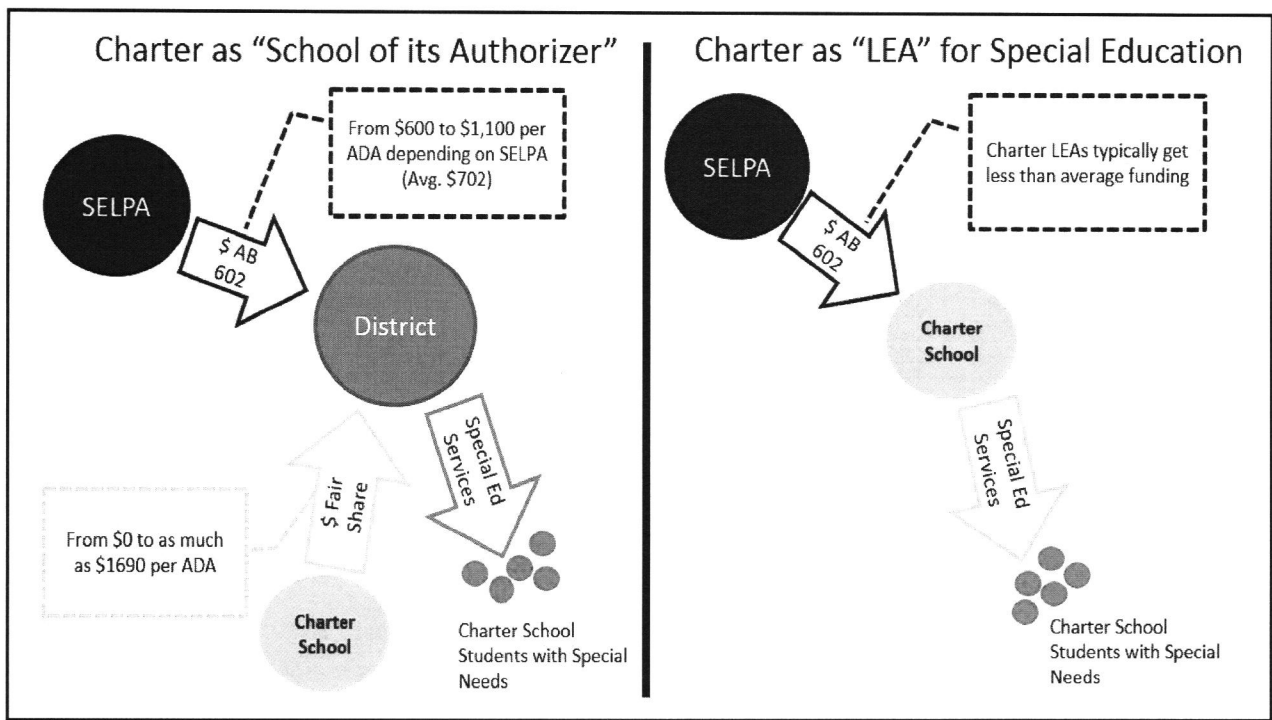 Charter as “School of its Authorizer”
SELPA
$ AB
602
From $600 to $1,100 per
ADA depending on SELPA
(Avg. $702)
District
Special Ed
Services
$ Fair
Share
From $0 to as much
as $1690 per ADA
Charter
School
Charter School
Students with Special
Needs
Charter as “LEA” for Special Education
SELPA
$ AB
602
Charter LEAs typically get
less than average funding
Charter
School
Special Ed
Services
Charter School
Students with Special
Needs